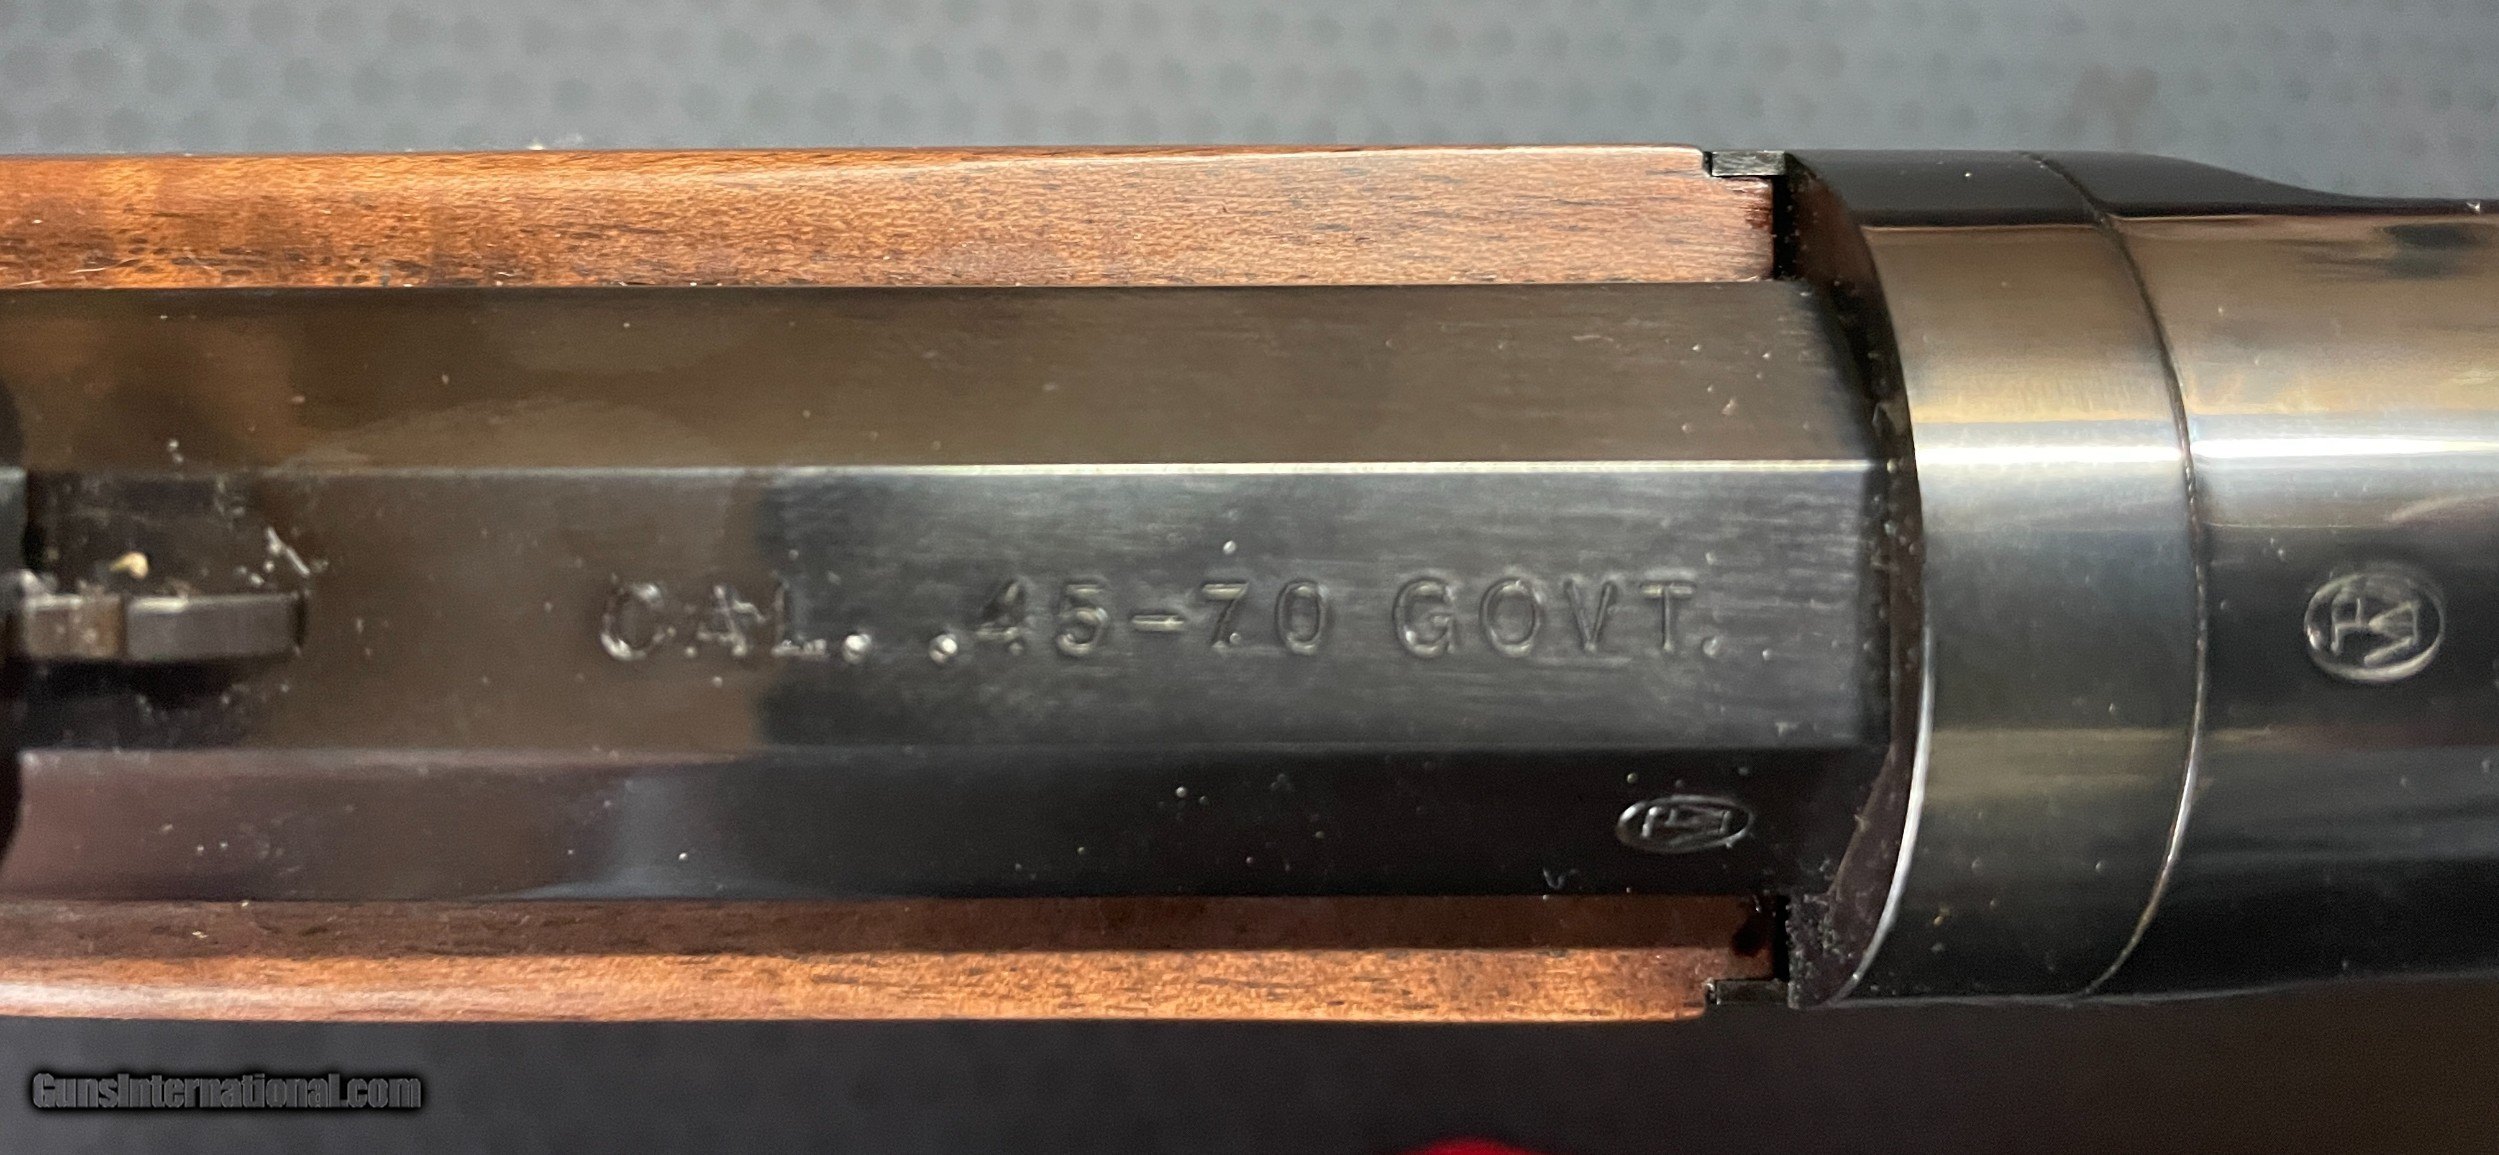 CAL. .45-70 GOVT.
GunsInternational.com